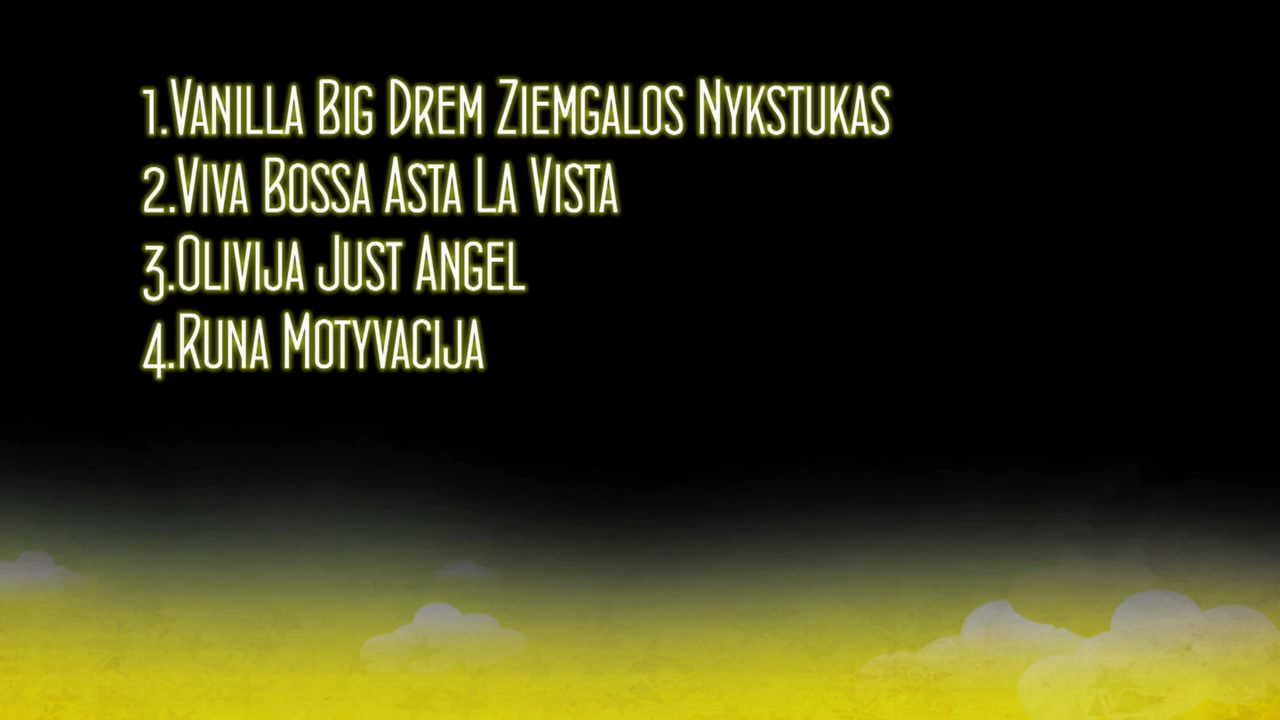 1.Vanilla Big Drem Ziemgalos Nykstukas
2.Viva Bossa Asta La Vista
3.Olivija Just Angel
4.Runa Motyvacija